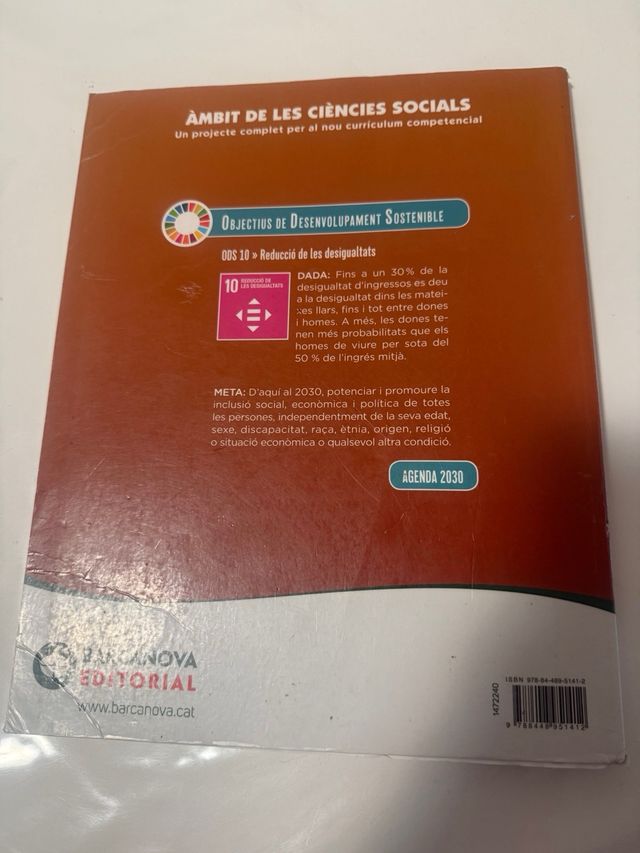 ÀMBIT DE LES CIÈNCIES SOCIALS
Un projecte complet per al nou currículum competencial
OBJECTIUS DE DESENVOLUPAMENT SOSTENIBLE
ODS 10 » Reducció de les desigualtats
10 REDUCCIÓ DE
LES DESIGUALTATS
DADA: Fins a un 30 % de la
desigualtat d'ingressos es deu
a la desigualtat dins les matei-
xes llars, fins i tot entre dones
i homes. A més, les dones te-
nen més probabilitats que els
homes de viure per sota del
50 % de l'ingrés mitjà.
META: D'aquí al 2030, potenciar i promoure la
inclusió social, econòmica i política de totes
les persones, independentment de la seva edat,
sexe, discapacitat, raça, ètnia, origen, religió
o situació econòmica o qualsevol altra condició.
AGENDA 2030
BARCANOVA
EDITORIAL
www.barcanova.cat
1472240
ISBN 978-84-489-5141-2
9 788448 951412